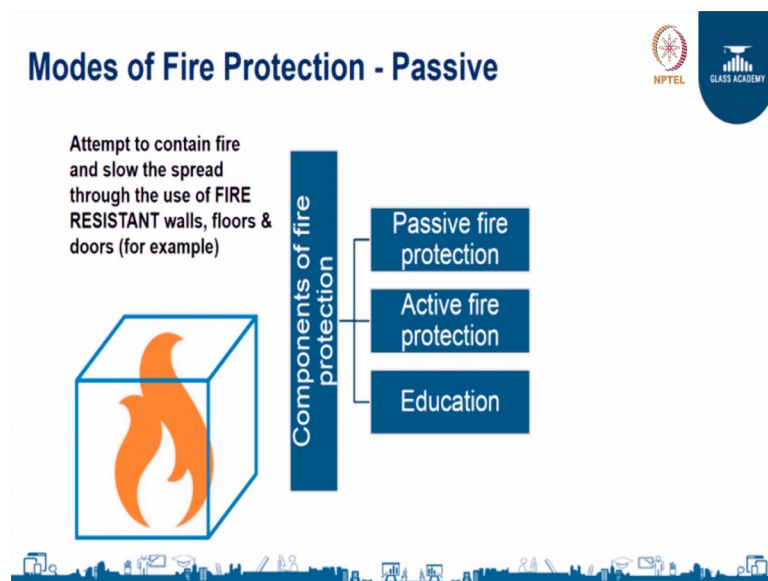 Modes of Fire Protection - Passive
NPTEL
GLASS ACADEMY
Attempt to contain fire
and slow the spread
through the use of FIRE
RESISTANT walls, floors &
doors (for example)
Components of fire
protection
Passive fire
protection
Active fire
protection
Education